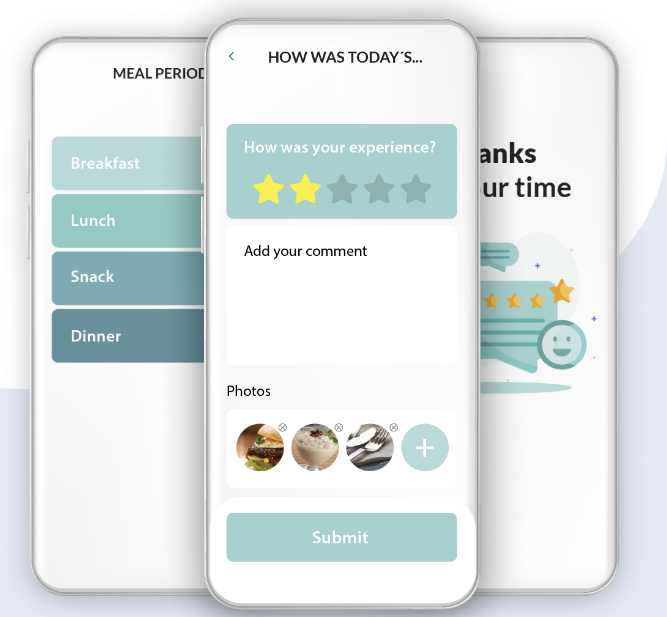 MEAL PERIOD
Breakfast
Lunch
Snack
Dinner
HOW WAS TODAY´S...
How was your experience?
Add your comment
Photos
Submit
anks
ur time